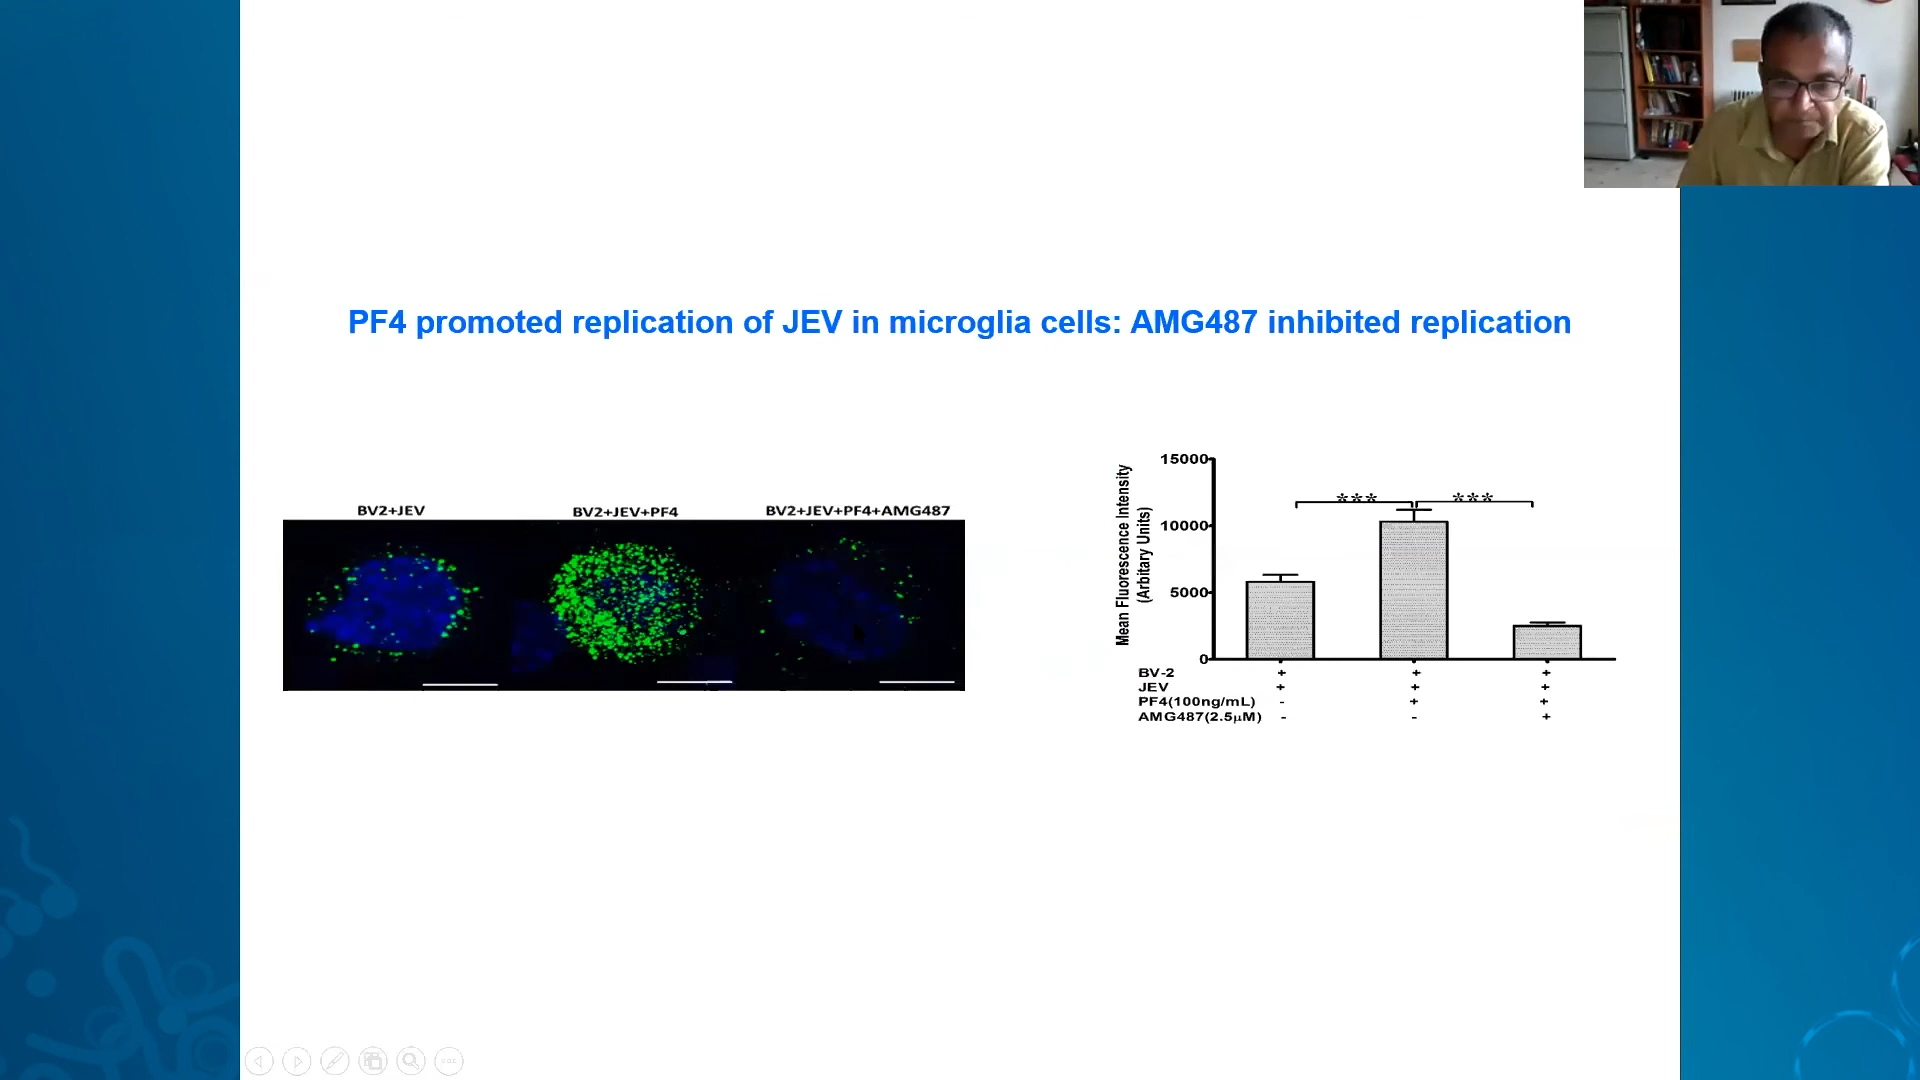 PF4 promoted replication of JEV in microglia cells: AMG487 inhibited replication
BV2+JEV
BV2+JEV+PF4
BV2+JEV+PF4+AMG487
Mean Fluorescence Intensity
(Arbitary Units)
15000
10000
5000
0
*** ***
BV-2 + + +
JEV + + +
PF4(100ng/mL) - + +
AMG487(2.5μM) - - +